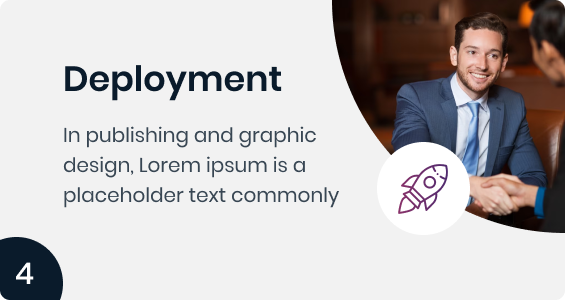 Deployment
In publishing and graphic
design, Lorem ipsum is a
placeholder text commonly
4